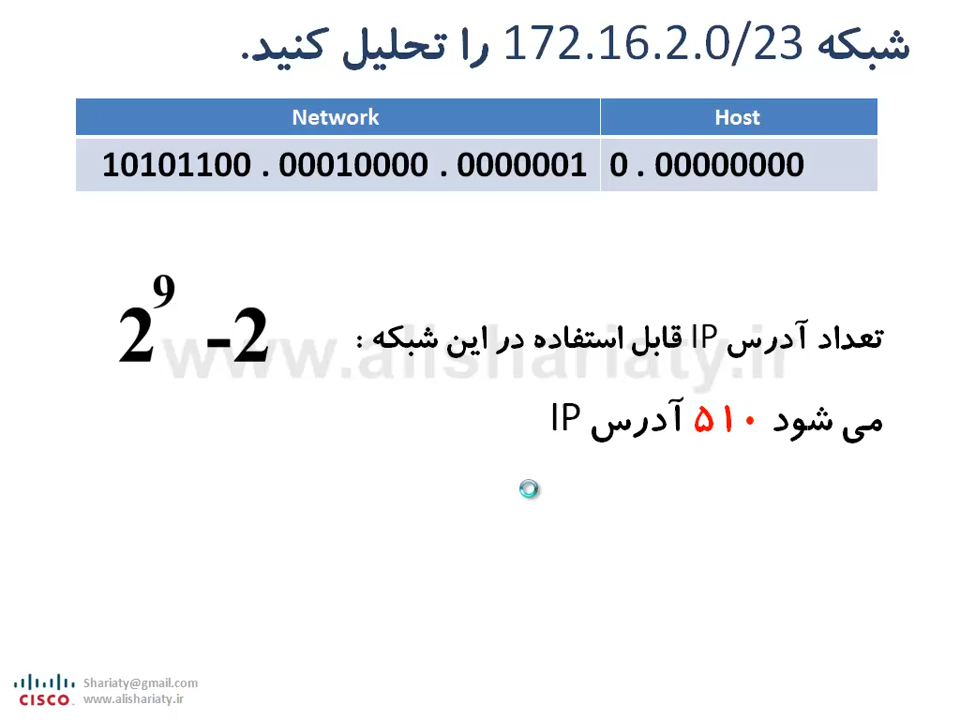 شبکه 172.16.2.0/23 را تحلیل کنید.
Network Host
10101100 . 00010000 . 0000001 0 . 00000000
2^9 -2
تعداد آدرس IP قابل استفاده در این شبکه :
www.alishariaty.ir
می شود ۵۱۰ آدرس IP
CISCO
Shariaty@gmail.com
www.alishariaty.ir